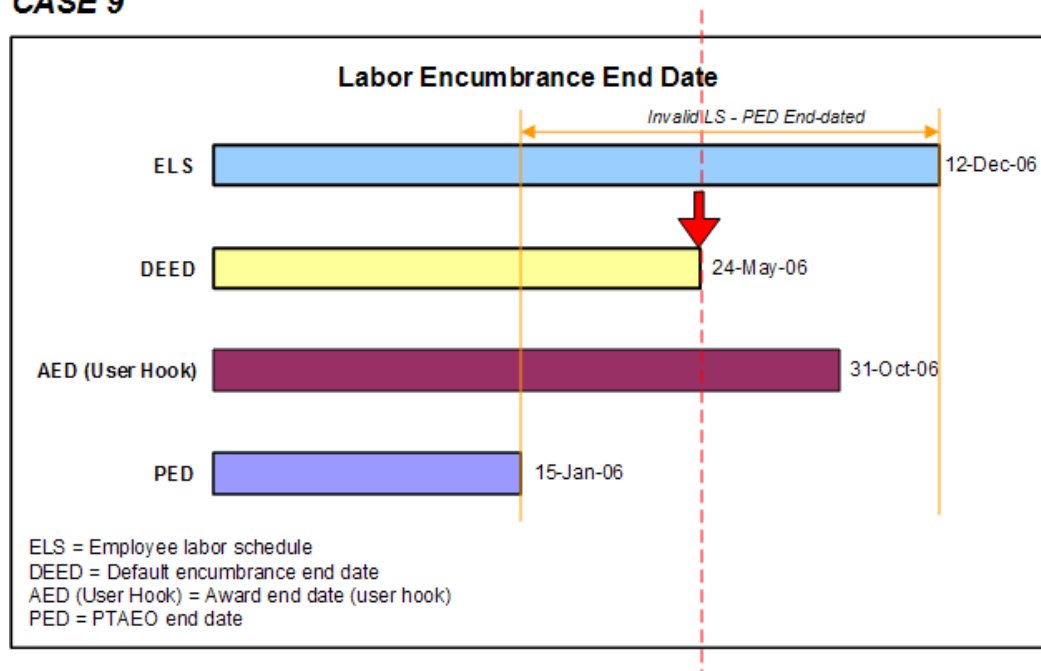 CASE 9
Labor Encumbrance End Date
Invalid LS - PED End-dated
ELS
12-Dec-06
DEED
24-May-06
AED (User Hook)
31-Oct-06
PED
15-Jan-06
ELS = Employee labor schedule
DEED = Default encumbrance end date
AED (User Hook) = Award end date (user hook)
PED = PTAEO end date